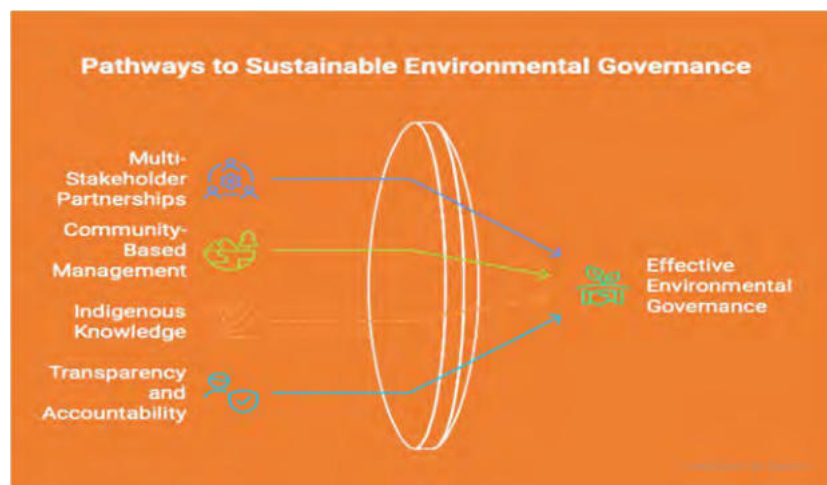 Pathways to Sustainable Environmental Governance
Multi-
Stakeholder
Partnerships
Community-
Based
Management
Indigenous
Knowledge
Transparency
and
Accountability
Effective
Environmental
Governance